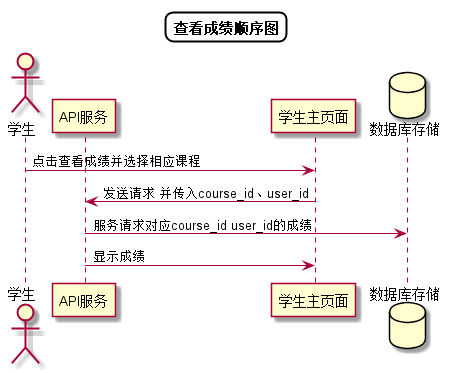 查看成绩顺序图
学生
API服务
学生主页面
数据库存储
点击查看成绩并选择相应课程
发送请求 并传入course_id、user_id
服务请求对应course_id user_id的成绩
显示成绩
学生
API服务
学生主页面
数据库存储